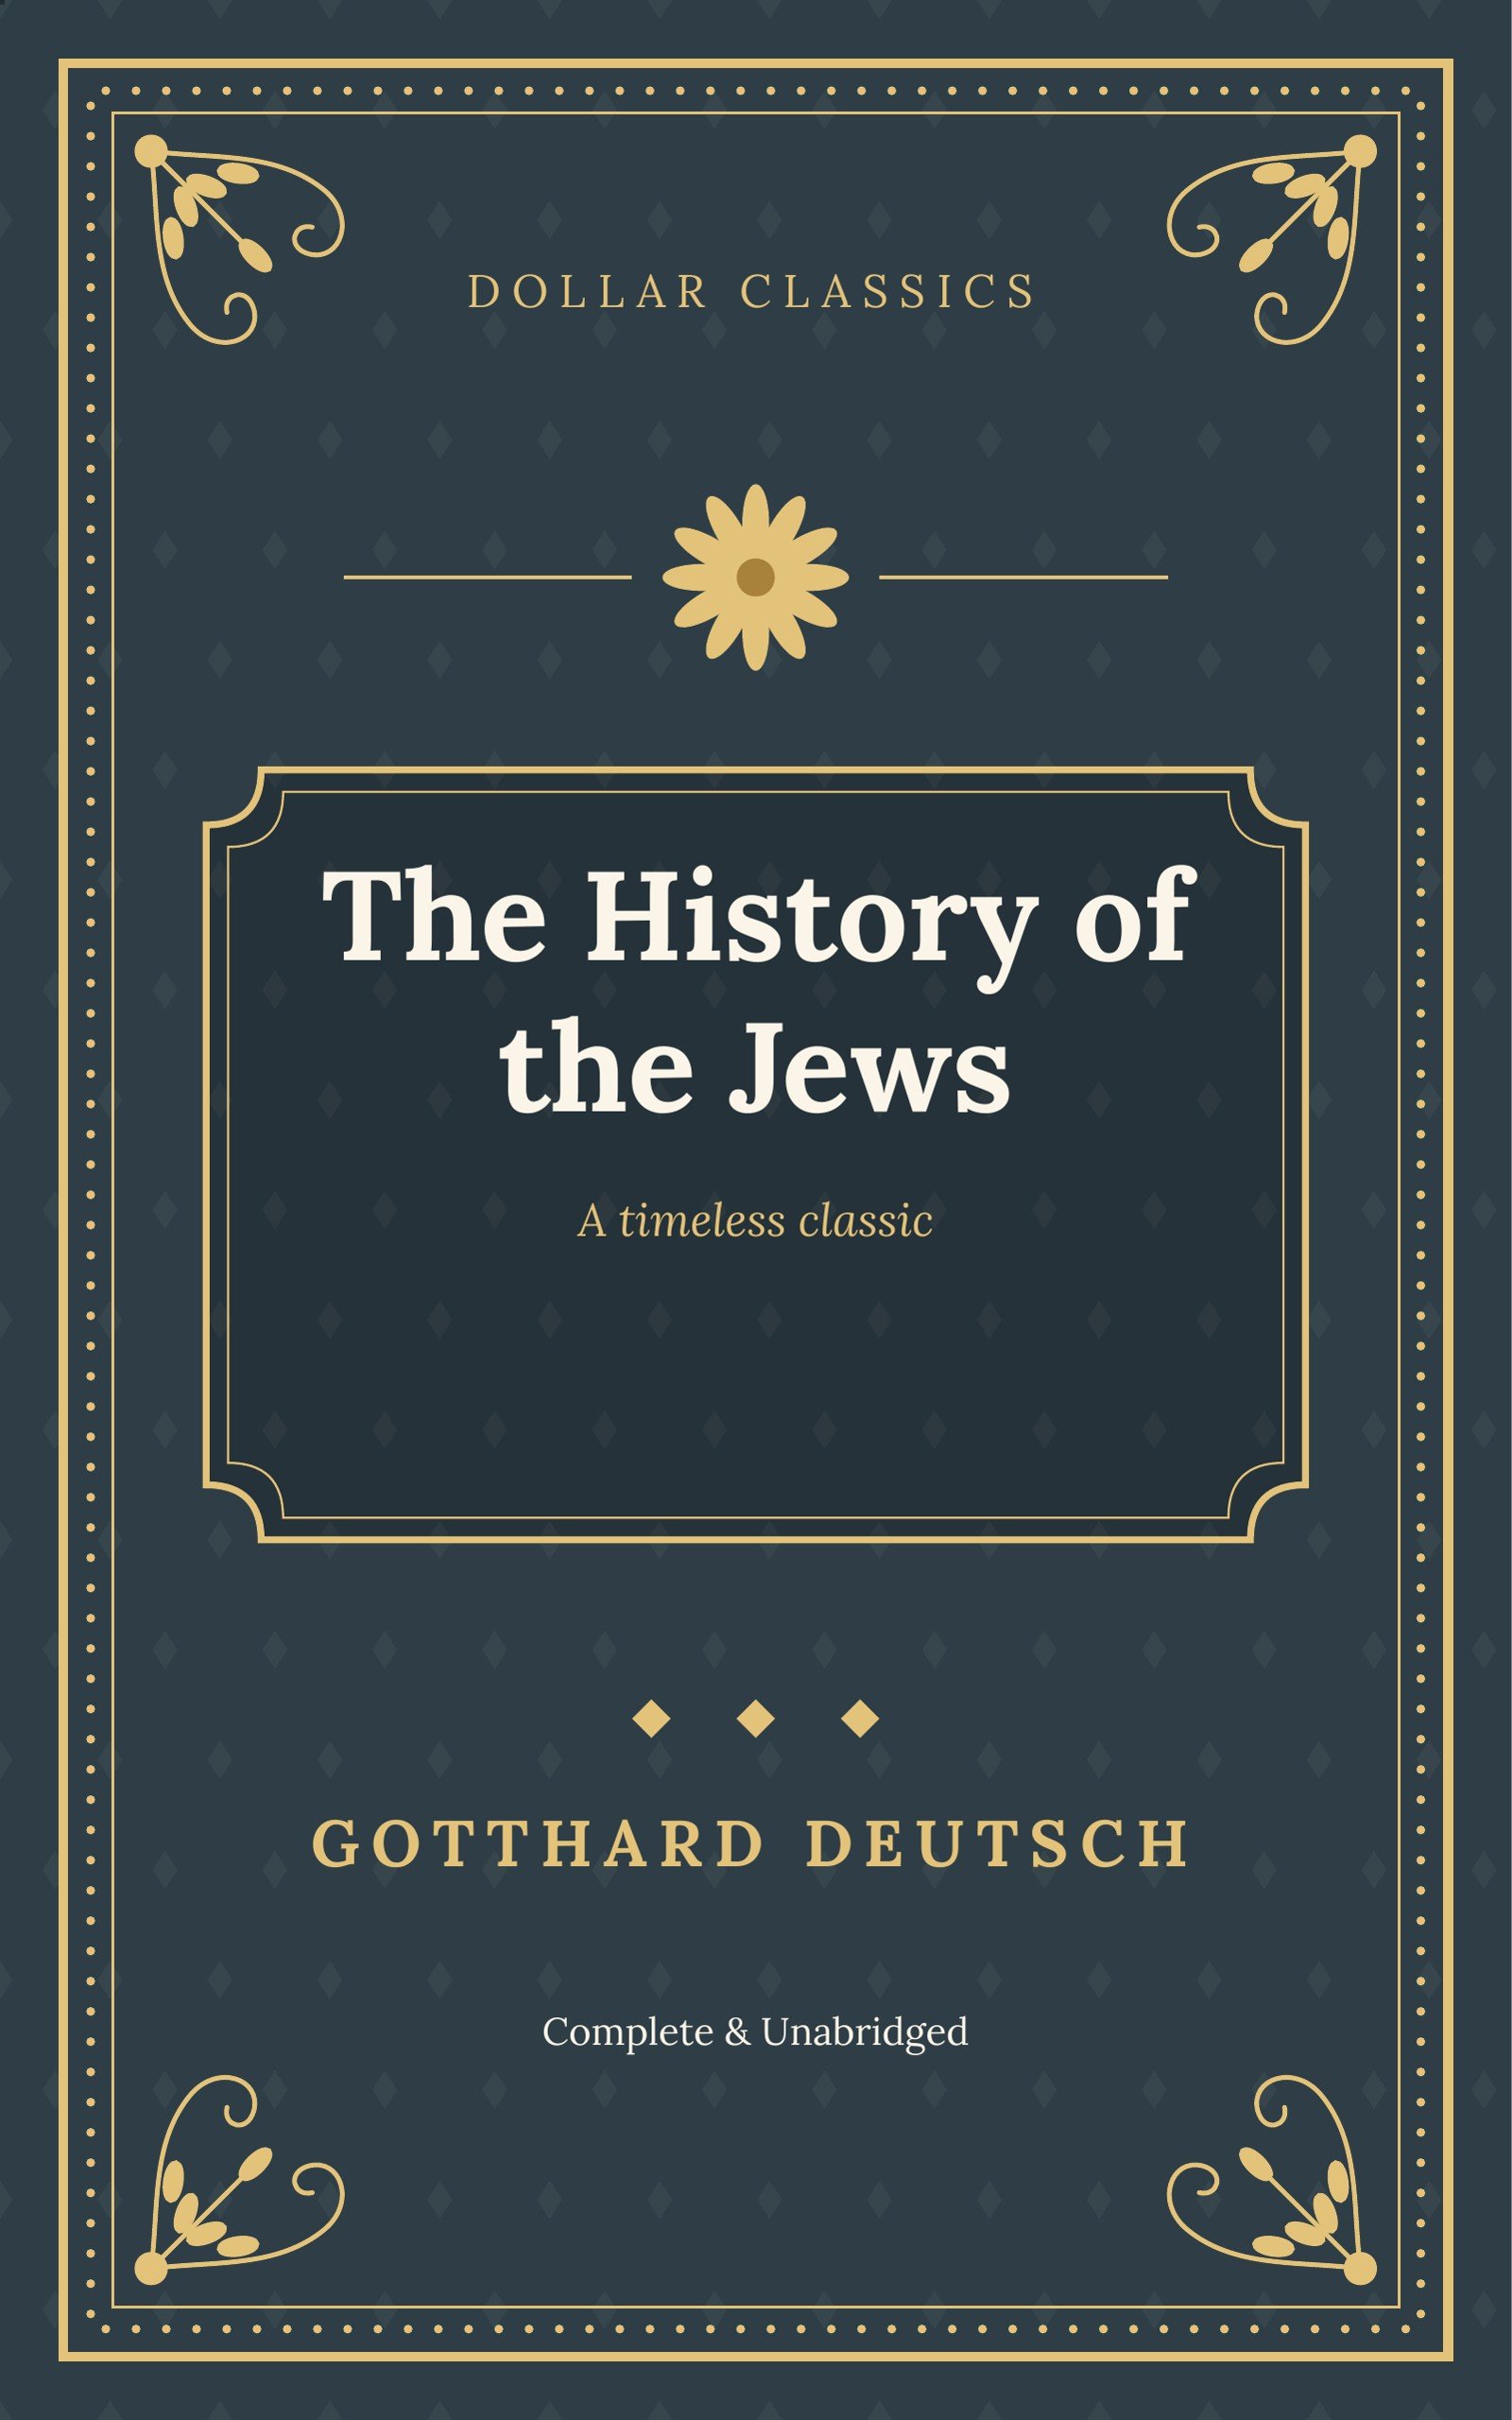 DOLLAR CLASSICS
The History of
the Jews
A timeless classic
GOTTHARD DEUTSCH
Complete & Unabridged